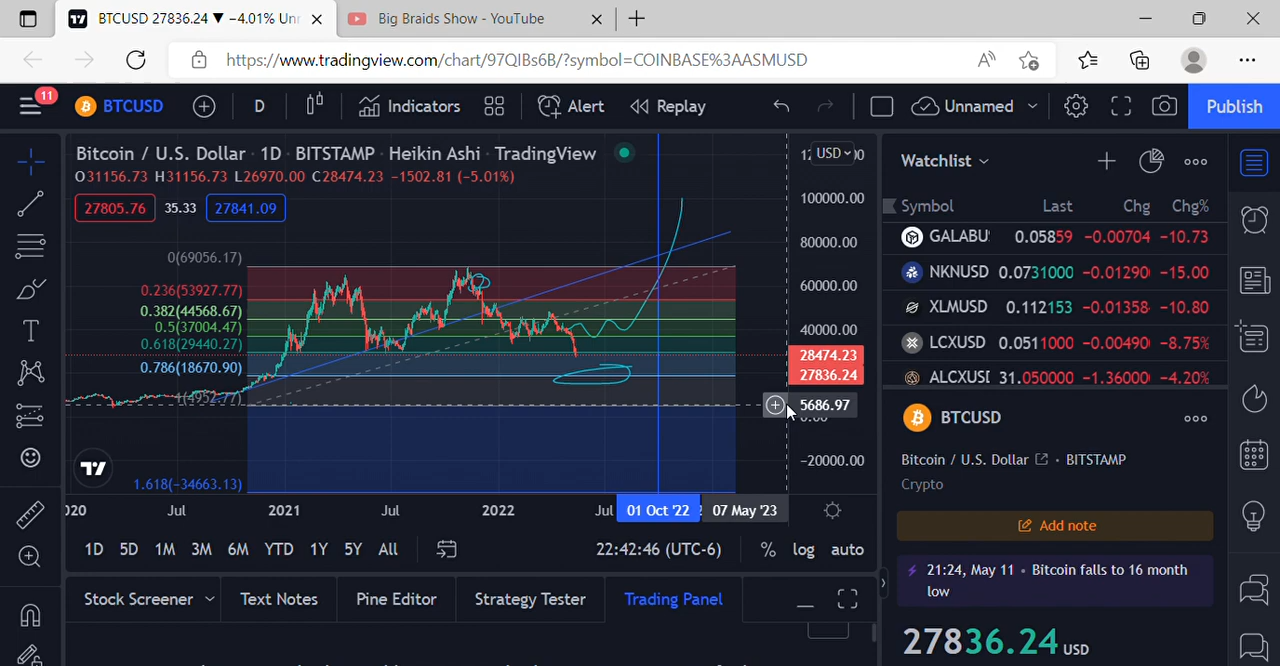 BTCUSD 27836.24 ▼ −4.01% Un
Big Braids Show - YouTube
https://www.tradingview.com/chart/97QIBs6B/?symbol=COINBASE%3AASMUSD
11
BTCUSD
D
Indicators
Alert
Replay
Unnamed
Publish
Bitcoin / U.S. Dollar · 1D · BITSTAMP · Heikin Ashi · TradingView
O31156.73 H31156.73 L26970.00 C28474.23 −1502.81 (−5.01%)
27805.76 35.33 27841.09
USD
100000.00
80000.00
60000.00
40000.00
28474.23
27836.24
5686.97
−20000.00
0(69056.17)
0.236(53927.77)
0.382(44568.67)
0.5(37004.47)
0.618(29440.27)
0.786(18670.90)
1(4952.77)
1.618(−34663.13)
2020 Jul 2021 Jul 2022 Jul 01 Oct '22 07 May '23
1D 5D 1M 3M 6M YTD 1Y 5Y All
22:42:46 (UTC-6) % log auto
Stock Screener Text Notes Pine Editor Strategy Tester Trading Panel
Watchlist
Symbol Last Chg Chg%
GALABU 0.05859 −0.00704 −10.73
NKNUSD 0.0731000 −0.01290 −15.00
XLMUSD 0.112153 −0.01358 −10.80
LCXUSD 0.0511000 −0.00490 −8.75%
ALCXUSD 31.050000 −1.36000 −4.20%
BTCUSD
Bitcoin / U.S. Dollar · BITSTAMP
Crypto
Add note
21:24, May 11 • Bitcoin falls to 16 month
low
27836.24 USD